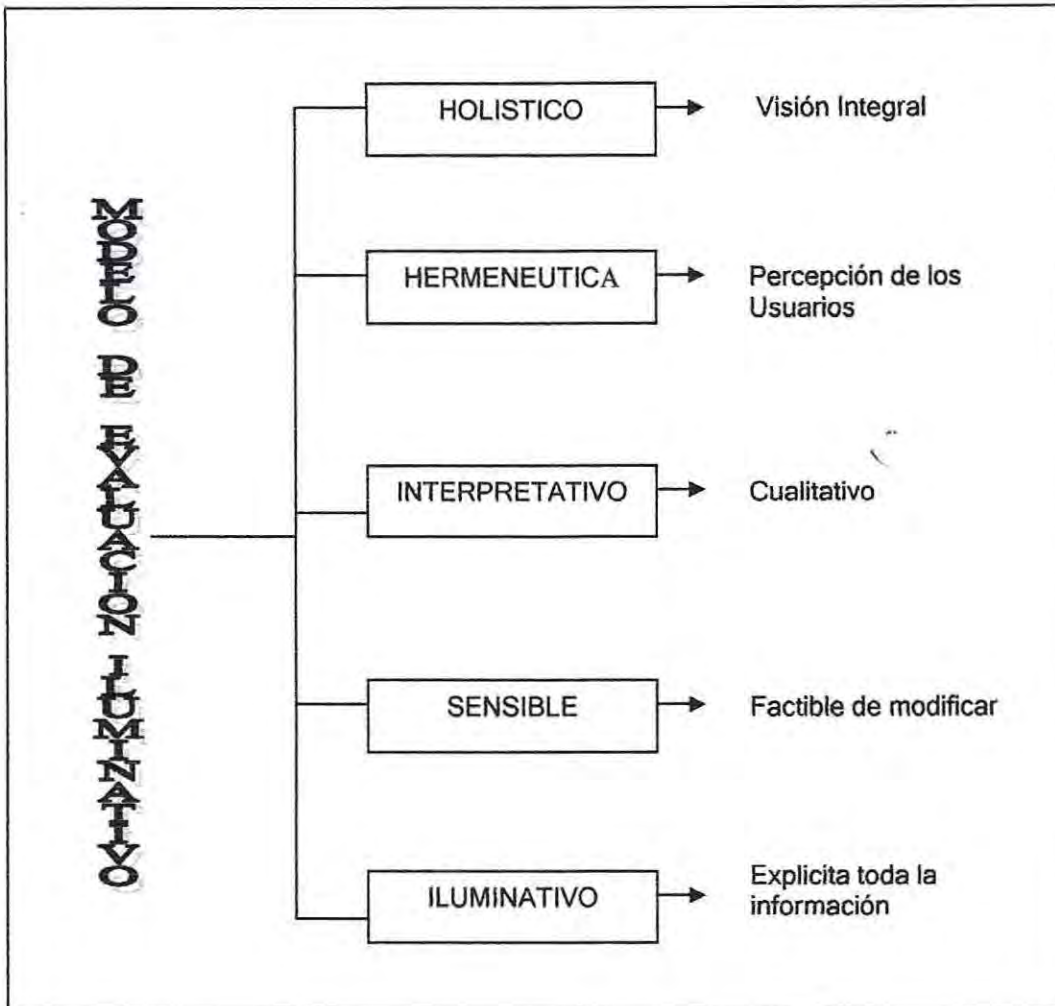 MODELO DE EVALUACION ILUMINATIVO
HOLISTICO
Visión Integral
HERMENEUTICA
Percepción de los
Usuarios
INTERPRETATIVO
Cualitativo
SENSIBLE
Factible de modificar
ILUMINATIVO
Explicita toda la
información